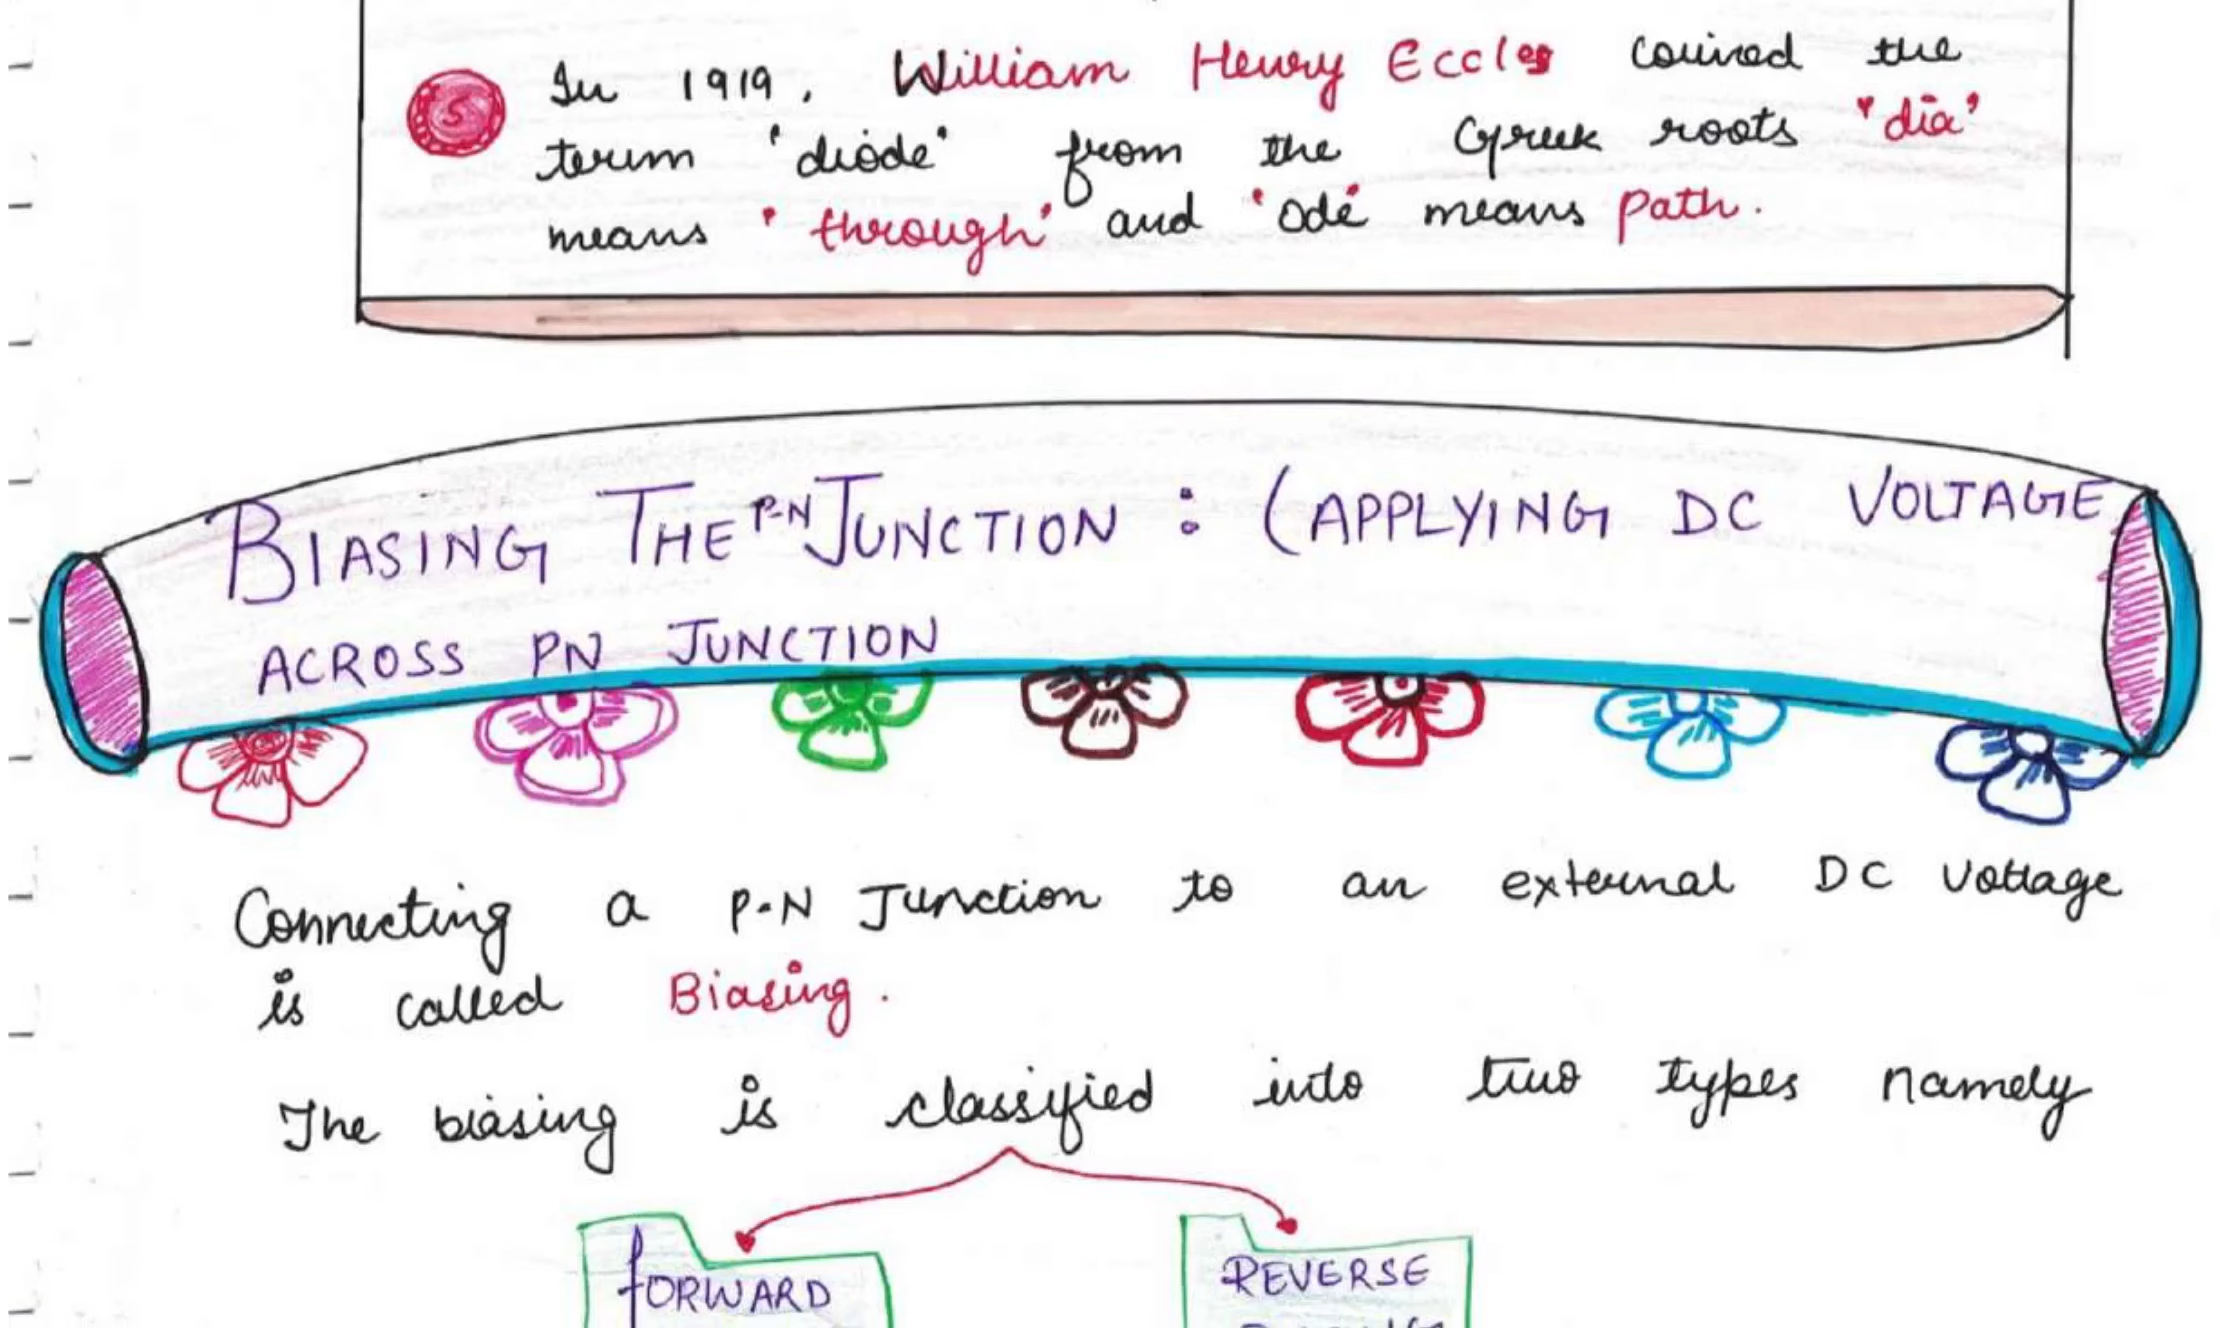 5 In 1919, William Henry Eccles coined the
term 'diode' from the Greek roots 'dia'
means 'through' and 'ode' means path.
BIASING THE P-N JUNCTION : (APPLYING DC VOLTAGE
ACROSS PN JUNCTION
Connecting a P-N Junction to an external DC Voltage
is called Biasing.
The biasing is classified into two types namely
FORWARD
REVERSE